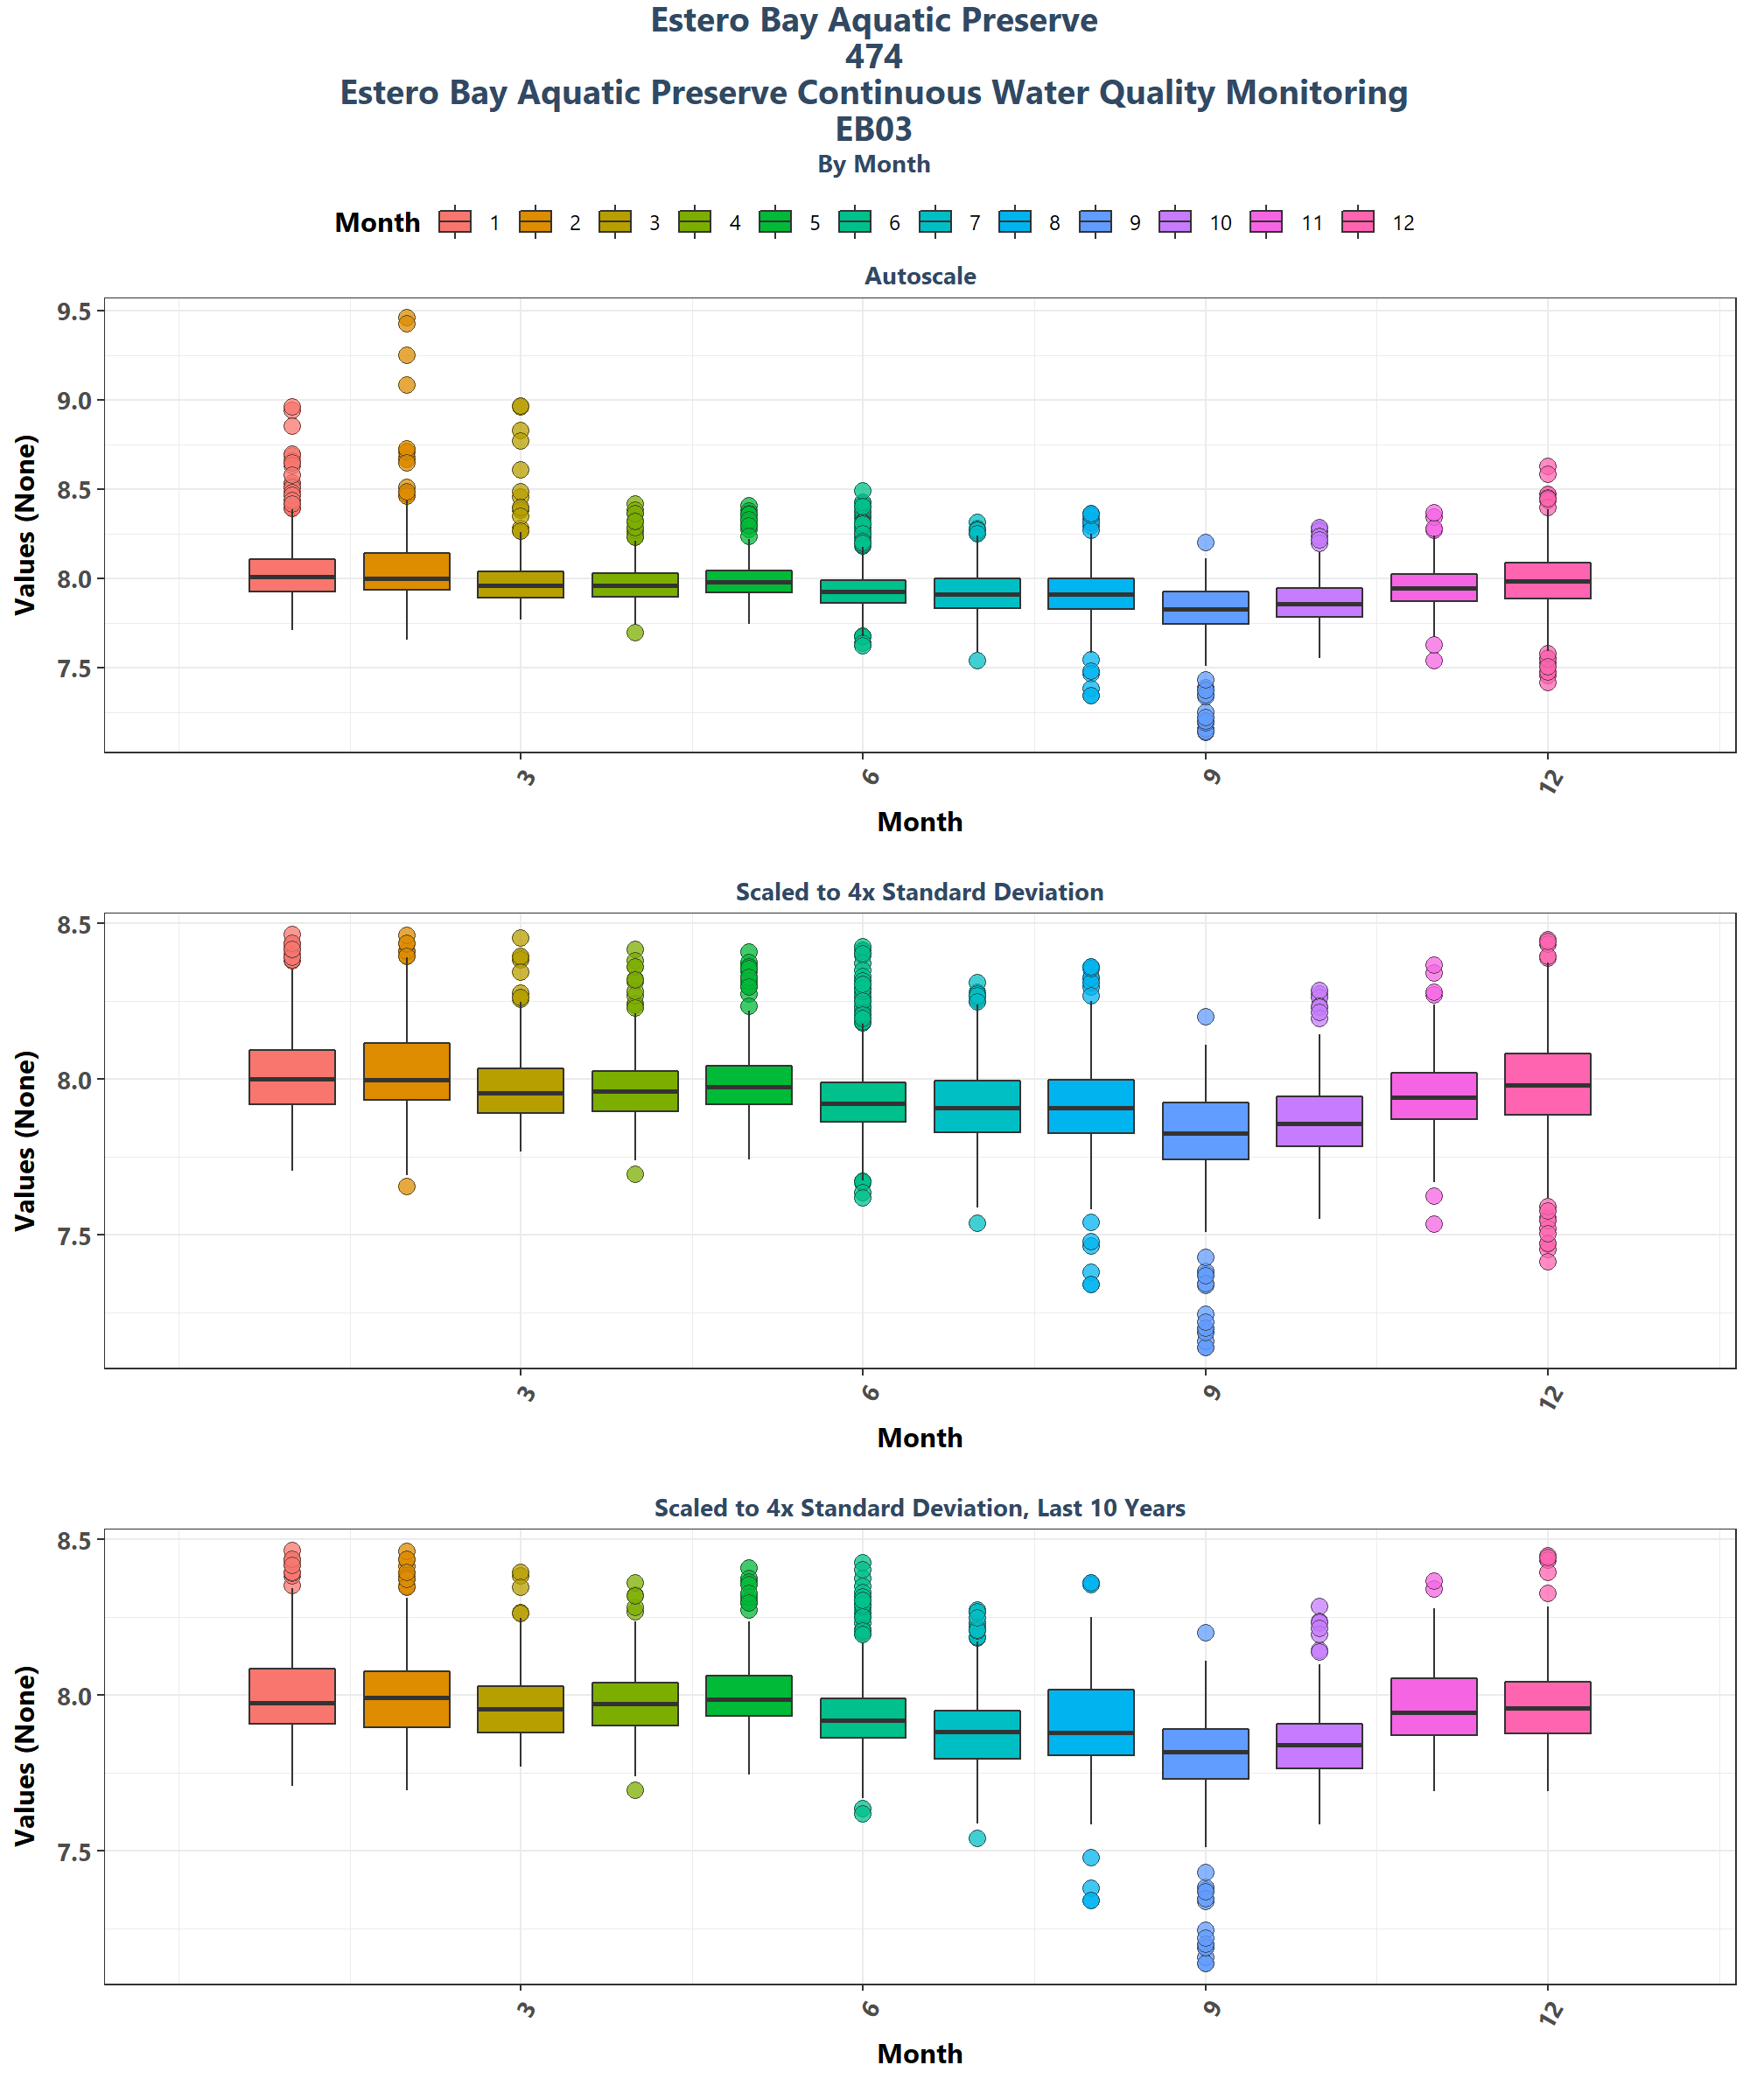 Estero Bay Aquatic Preserve
474
Estero Bay Aquatic Preserve Continuous Water Quality Monitoring
EB03
By Month
Month 1 2 3 4 5 6 7 8 9 10 11 12
Autoscale
Values (None)
9.5
9.0
8.5
8.0
7.5
3 6 9 12
Month
Scaled to 4x Standard Deviation
Values (None)
8.5
8.0
7.5
3 6 9 12
Month
Scaled to 4x Standard Deviation, Last 10 Years
Values (None)
8.5
8.0
7.5
3 6 9 12
Month